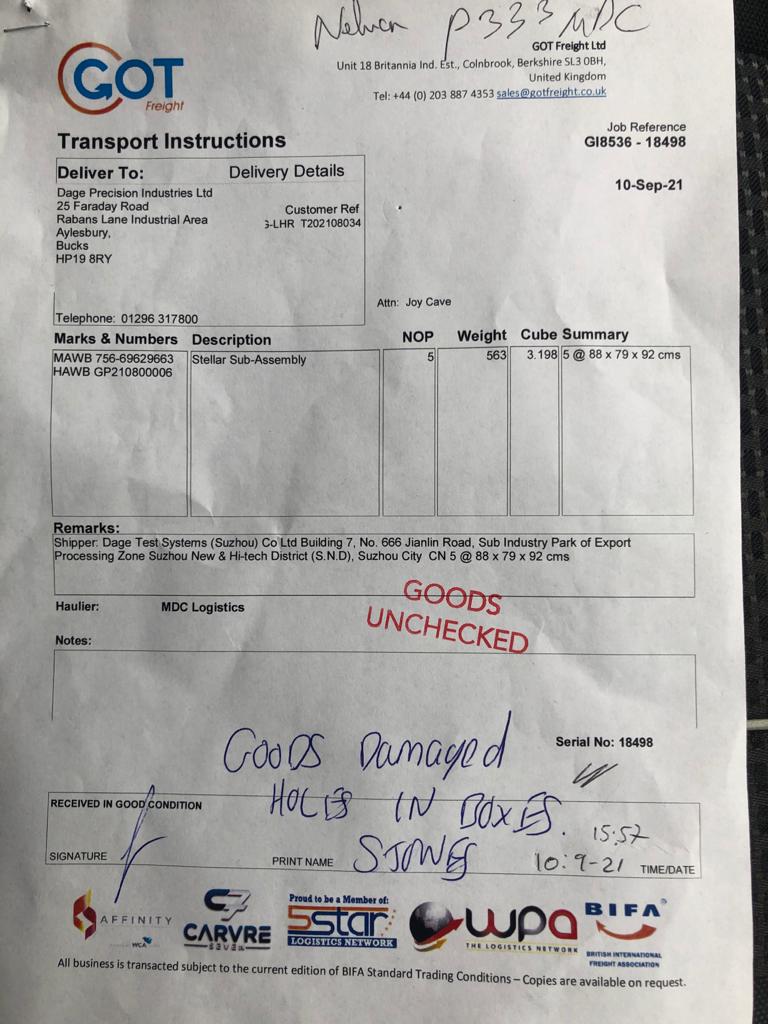 Nelson P333 MDC
GOT
Freight
GOT Freight Ltd
Unit 18 Britannia Ind. Est., Colnbrook, Berkshire SL3 0BH,
United Kingdom
Tel: +44 (0) 203 887 4353 sales@gotfreight.co.uk
Transport Instructions
Job Reference
GI8536 - 18498
10-Sep-21
Deliver To: Delivery Details
Dage Precision Industries Ltd
25 Faraday Road
Rabans Lane Industrial Area
Aylesbury,
Bucks
HP19 8RY
Customer Ref
G-LHR T202108034
Telephone: 01296 317800
Attn: Joy Cave
Marks & Numbers Description NOP Weight Cube Summary
MAWB 756-69629663 Stellar Sub-Assembly 5 563 3.198 5 @ 88 x 79 x 92 cms
HAWB GP210800006
Remarks:
Shipper: Dage Test Systems (Suzhou) Co Ltd Building 7, No. 666 Jianlin Road, Sub Industry Park of Export
Processing Zone Suzhou New & Hi-tech District (S.N.D), Suzhou City CN 5 @ 88 x 79 x 92 cms
Haulier: MDC Logistics
GOODS
UNCHECKED
Notes:
GOODS Damaged
Serial No: 18498
HOLES IN BOXES.
RECEIVED IN GOOD CONDITION
15:57
SIGNATURE
PRINT NAME SJONES 10:9-21 TIME/DATE
AFFINITY
WCA
C7
CARVRE
SEVEN
Proud to be a Member of:
5star
LOGISTICS NETWORK
wpa
THE LOGISTICS NETWORK
BIFA
BRITISH INTERNATIONAL
FREIGHT ASSOCIATION
All business is transacted subject to the current edition of BIFA Standard Trading Conditions – Copies are available on request.